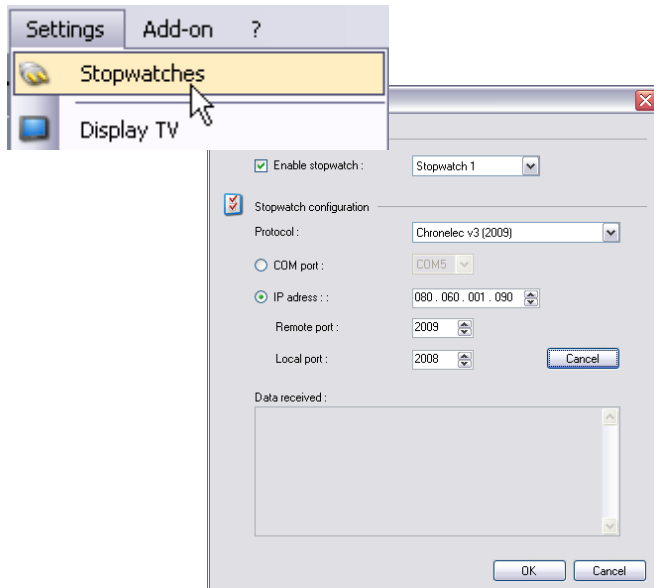 Settings Add-on ?
Stopwatches
Display TV
Enable stopwatch : Stopwatch 1
Stopwatch configuration
Protocol : Chronelec v3 (2009)
COM port : COM5
IP adress : : 080 . 060 . 001 . 090
Remote port : 2009
Local port : 2008 Cancel
Data received :
OK Cancel